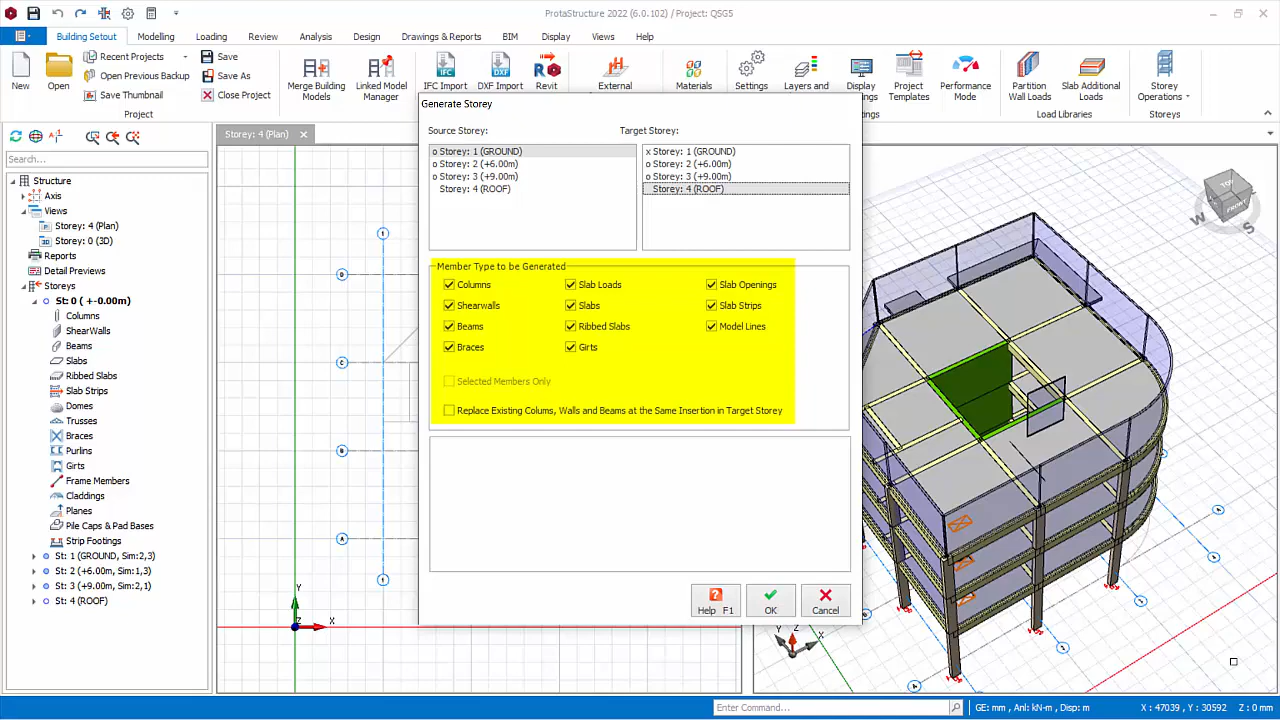 ProtaStructure 2022 (6.0.102) / Project: QSG5
Building Setout Modelling Loading Review Analysis Design Drawings & Reports BIM Display Views Help
Recent Projects
Open Previous Backup
Save Thumbnail
Save
Save As
Close Project
New
Open
Project
Merge Building Models
Linked Model Manager
IFC Import
DXF Import
Revit
External
Materials
Settings
Layers and
Display
Project Templates
Performance Mode
Partition Wall Loads
Slab Additional Loads
Storey Operations
ngs
Load Libraries
Storeys
Storey: 4 (Plan)
Search...
Structure
Axis
Views
Storey: 4 (Plan)
Storey: 0 (3D)
Reports
Detail Previews
Storeys
St: 0 ( +-0.00m)
Columns
ShearWalls
Beams
Slabs
Ribbed Slabs
Slab Strips
Domes
Trusses
Braces
Purlins
Girts
Frame Members
Claddings
Planes
Pile Caps & Pad Bases
Strip Footings
St: 1 (GROUND, Sim:2,3)
St: 2 (+6.00m, Sim:1,3)
St: 3 (+9.00m, Sim:2,1)
St: 4 (ROOF)
1
D
C
B
A
1
Y
Z
X
Generate Storey
Source Storey:
o Storey: 1 (GROUND)
o Storey: 2 (+6.00m)
o Storey: 3 (+9.00m)
Storey: 4 (ROOF)
Target Storey:
x Storey: 1 (GROUND)
o Storey: 2 (+6.00m)
o Storey: 3 (+9.00m)
Storey: 4 (ROOF)
Member Type to be Generated
Columns Slab Loads Slab Openings
Shearwalls Slabs Slab Strips
Beams Ribbed Slabs Model Lines
Braces Girts
Selected Members Only
Replace Existing Colums, Walls and Beams at the Same Insertion in Target Storey
Help F1
OK
Cancel
TOP
FRONT
W
S
Y
Z
X
Enter Command...
GE: mm , Anl: kN-m , Disp: m
X : 47039 , Y : 30592 Z : 0 mm